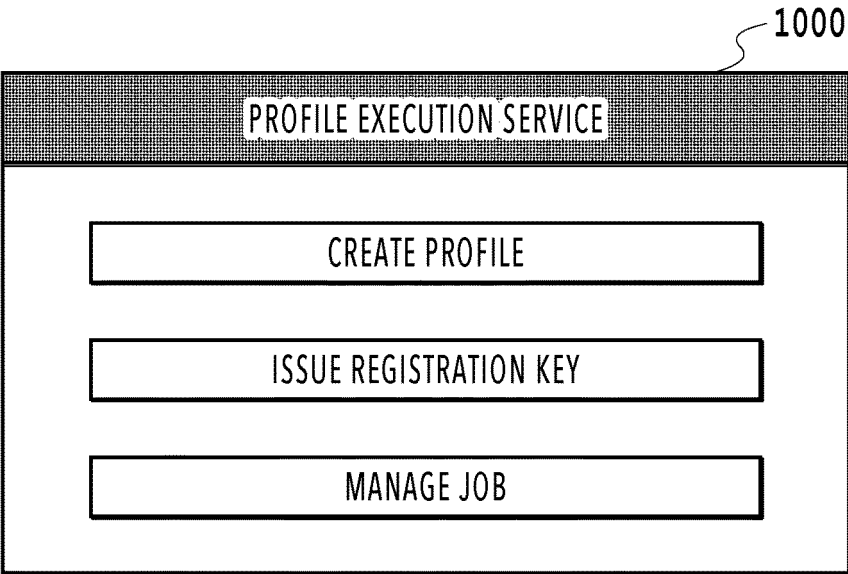 1000
PROFILE EXECUTION SERVICE
CREATE PROFILE
ISSUE REGISTRATION KEY
MANAGE JOB